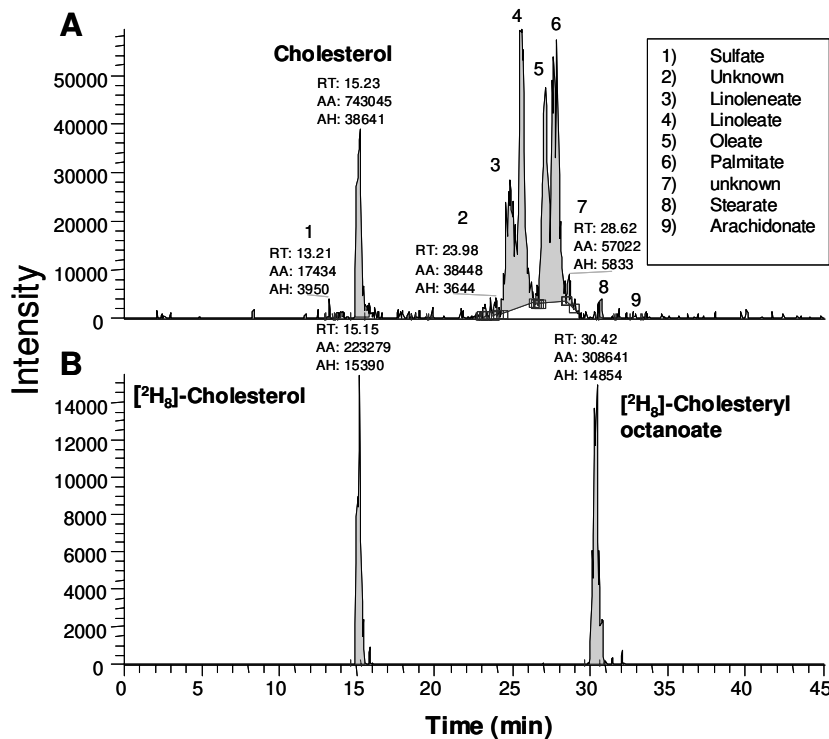 A
Cholesterol
RT: 15.23
AA: 743045
AH: 38641
1
RT: 13.21
AA: 17434
AH: 3950
2
RT: 23.98
AA: 38448
AH: 3644
3
4
5
6
7
RT: 28.62
AA: 57022
AH: 5833
8
9
1) Sulfate
2) Unknown
3) Linoleneate
4) Linoleate
5) Oleate
6) Palmitate
7) unknown
8) Stearate
9) Arachidonate
50000
40000
30000
20000
10000
0
Intensity
B
[²H₈]-Cholesterol
RT: 15.15
AA: 223279
AH: 15390
RT: 30.42
AA: 308641
AH: 14854
[²H₈]-Cholesteryl
octanoate
14000
12000
10000
8000
6000
4000
2000
0
0 5 10 15 20 25 30 35 40 45
Time (min)